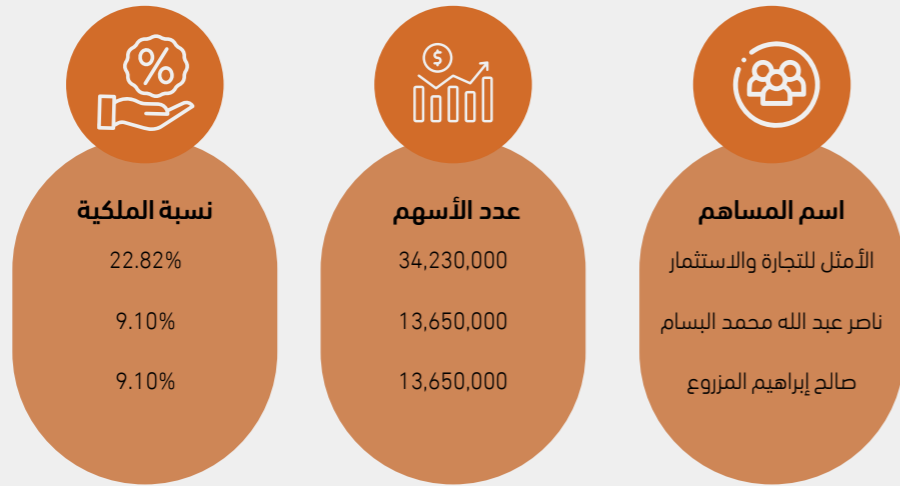 اسم المساهم
الأمثل للتجارة والاستثمار
ناصر عبد الله محمد البسام
صالح إبراهيم المزروع
عدد الأسهم
34,230,000
13,650,000
13,650,000
نسبة الملكية
22.82%
9.10%
9.10%